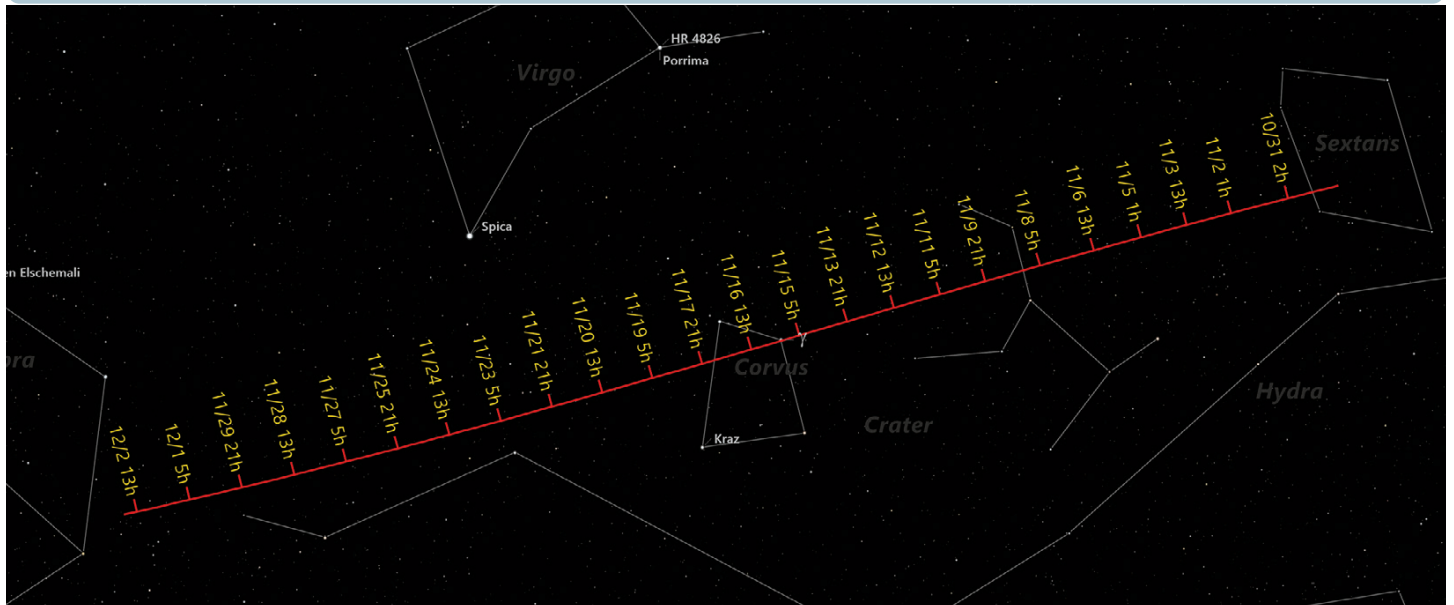 HR 4826
Porrima
Virgo
Sextans
10/31 2h
11/2 1h
11/3 13h
11/5 1h
11/6 13h
11/8 5h
11/9 21h
11/11 5h
11/12 13h
11/13 21h
11/15 5h
11/16 13h
11/17 21h
11/19 5h
11/20 13h
11/21 21h
11/23 5h
11/24 13h
11/25 21h
11/27 5h
11/28 13h
11/29 21h
12/1 5h
12/2 13h
Spica
en Elschemali
γ
ora
Corvus
Hydra
Crater
Kraz